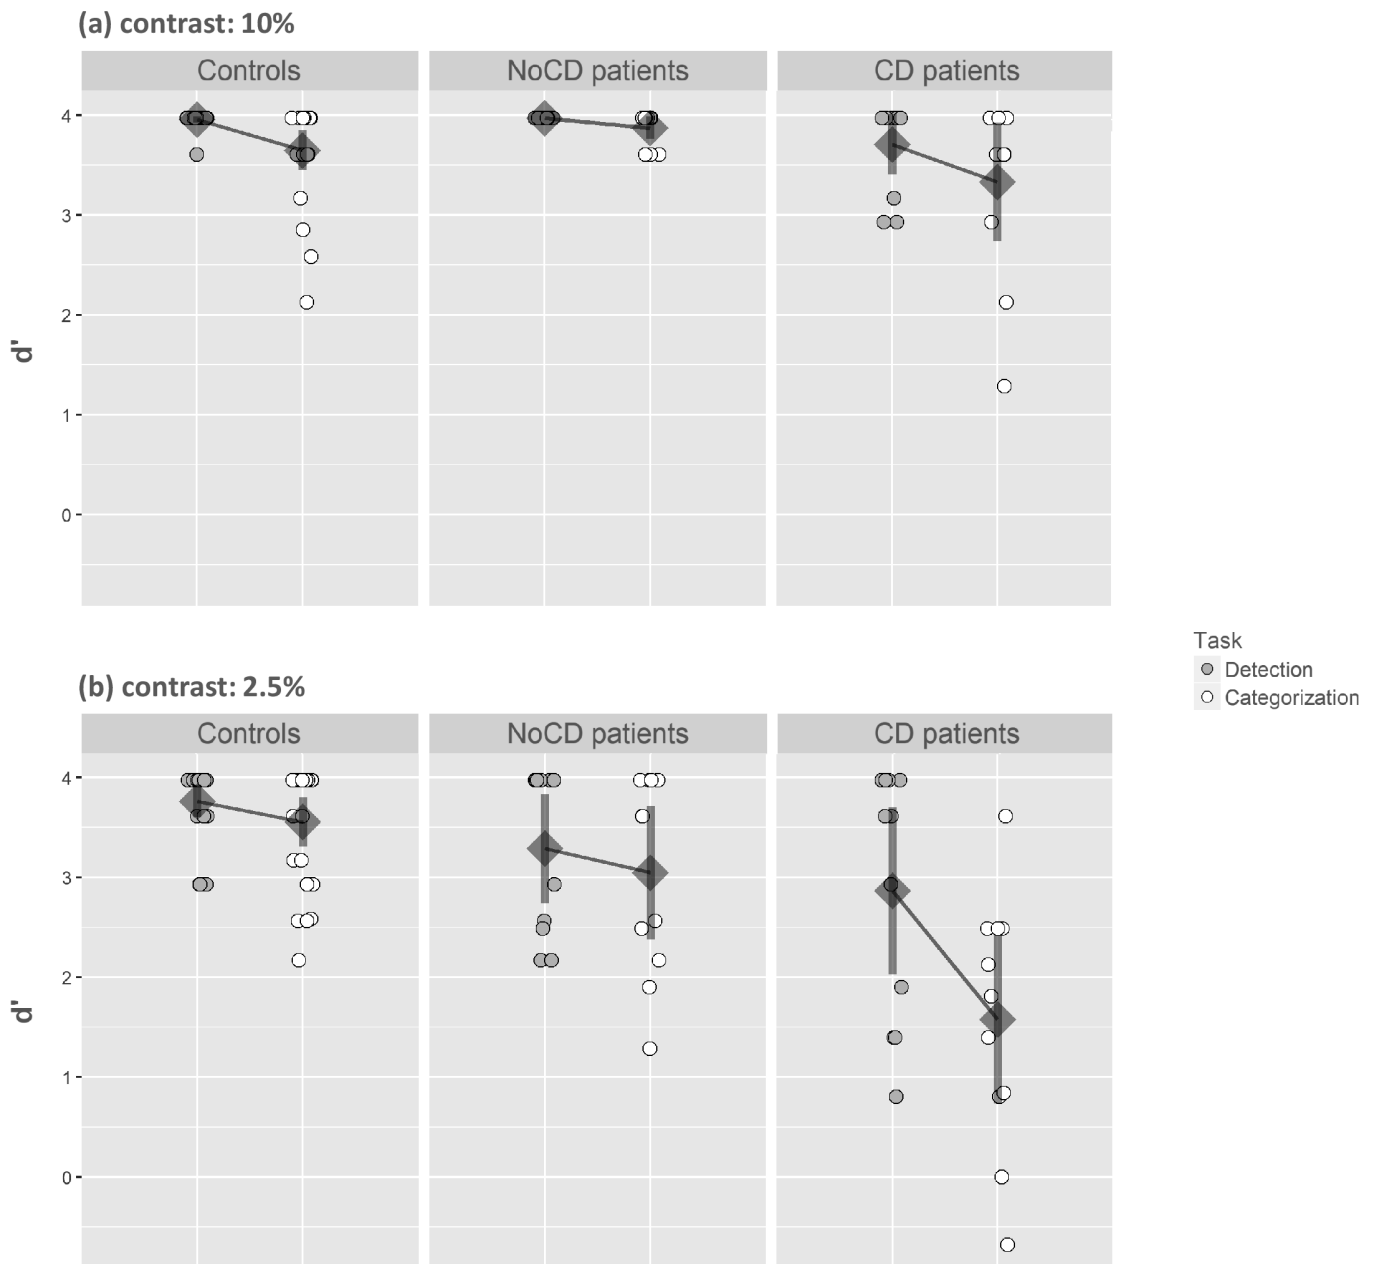 (a) contrast: 10%
Controls NoCD patients CD patients
4
3
2
1
0
d'
Task
Detection
Categorization
(b) contrast: 2.5%
Controls NoCD patients CD patients
4
3
2
1
0
d'